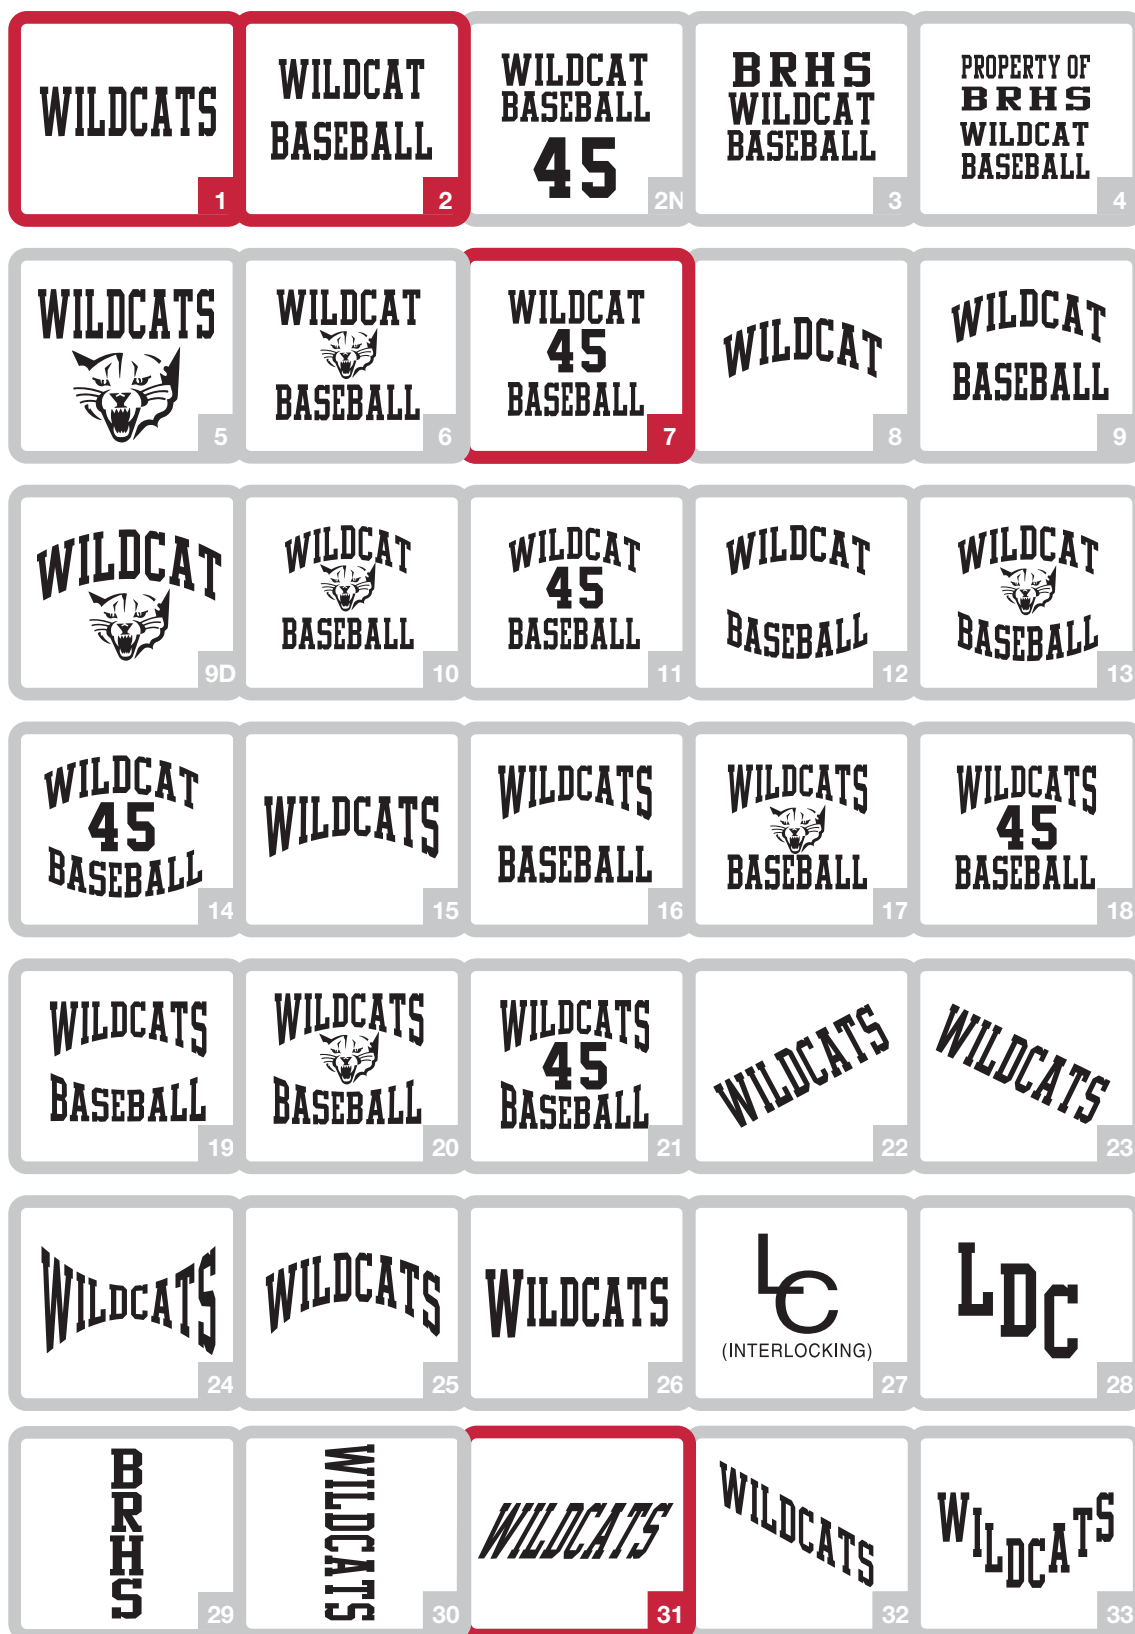 WILDCATS
1
WILDCAT
BASEBALL
2
WILDCAT
BASEBALL
45
2N
BRHS
WILDCAT
BASEBALL
3
PROPERTY OF
BRHS
WILDCAT
BASEBALL
4
WILDCATS
5
WILDCAT
BASEBALL
6
WILDCAT
45
BASEBALL
7
WILDCAT
8
WILDCAT
BASEBALL
9
WILDCAT
9D
WILDCAT
BASEBALL
10
WILDCAT
45
BASEBALL
11
WILDCAT
BASEBALL
12
WILDCAT
BASEBALL
13
WILDCAT
45
BASEBALL
14
WILDCATS
15
WILDCATS
BASEBALL
16
WILDCATS
BASEBALL
17
WILDCATS
45
BASEBALL
18
WILDCATS
BASEBALL
19
WILDCATS
BASEBALL
20
WILDCATS
45
BASEBALL
21
WILDCATS
22
WILDCATS
23
WILDCATS
24
WILDCATS
25
WILDCATS
26
LC
(INTERLOCKING)
27
LDC
28
BRHS
29
WILDCATS
30
WILDCATS
31
WILDCATS
32
WILDCATS
33